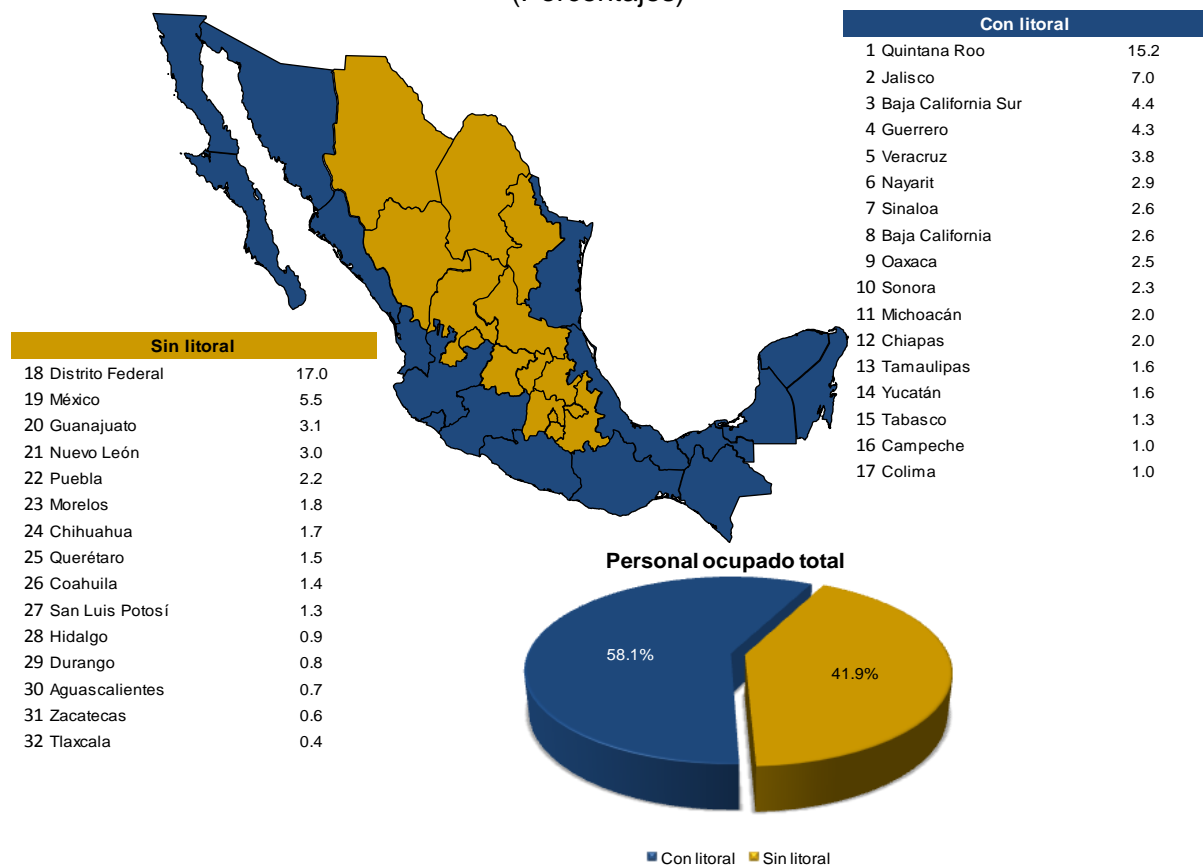 (Porcentajes)
Con litoral
1 Quintana Roo 15.2
2 Jalisco 7.0
3 Baja California Sur 4.4
4 Guerrero 4.3
5 Veracruz 3.8
6 Nayarit 2.9
7 Sinaloa 2.6
8 Baja California 2.6
9 Oaxaca 2.5
10 Sonora 2.3
11 Michoacán 2.0
12 Chiapas 2.0
13 Tamaulipas 1.6
14 Yucatán 1.6
15 Tabasco 1.3
16 Campeche 1.0
17 Colima 1.0
Sin litoral
18 Distrito Federal 17.0
19 México 5.5
20 Guanajuato 3.1
21 Nuevo León 3.0
22 Puebla 2.2
23 Morelos 1.8
24 Chihuahua 1.7
25 Querétaro 1.5
26 Coahuila 1.4
27 San Luis Potosí 1.3
28 Hidalgo 0.9
29 Durango 0.8
30 Aguascalientes 0.7
31 Zacatecas 0.6
32 Tlaxcala 0.4
Personal ocupado total
58.1%
41.9%
Con litoral Sin litoral